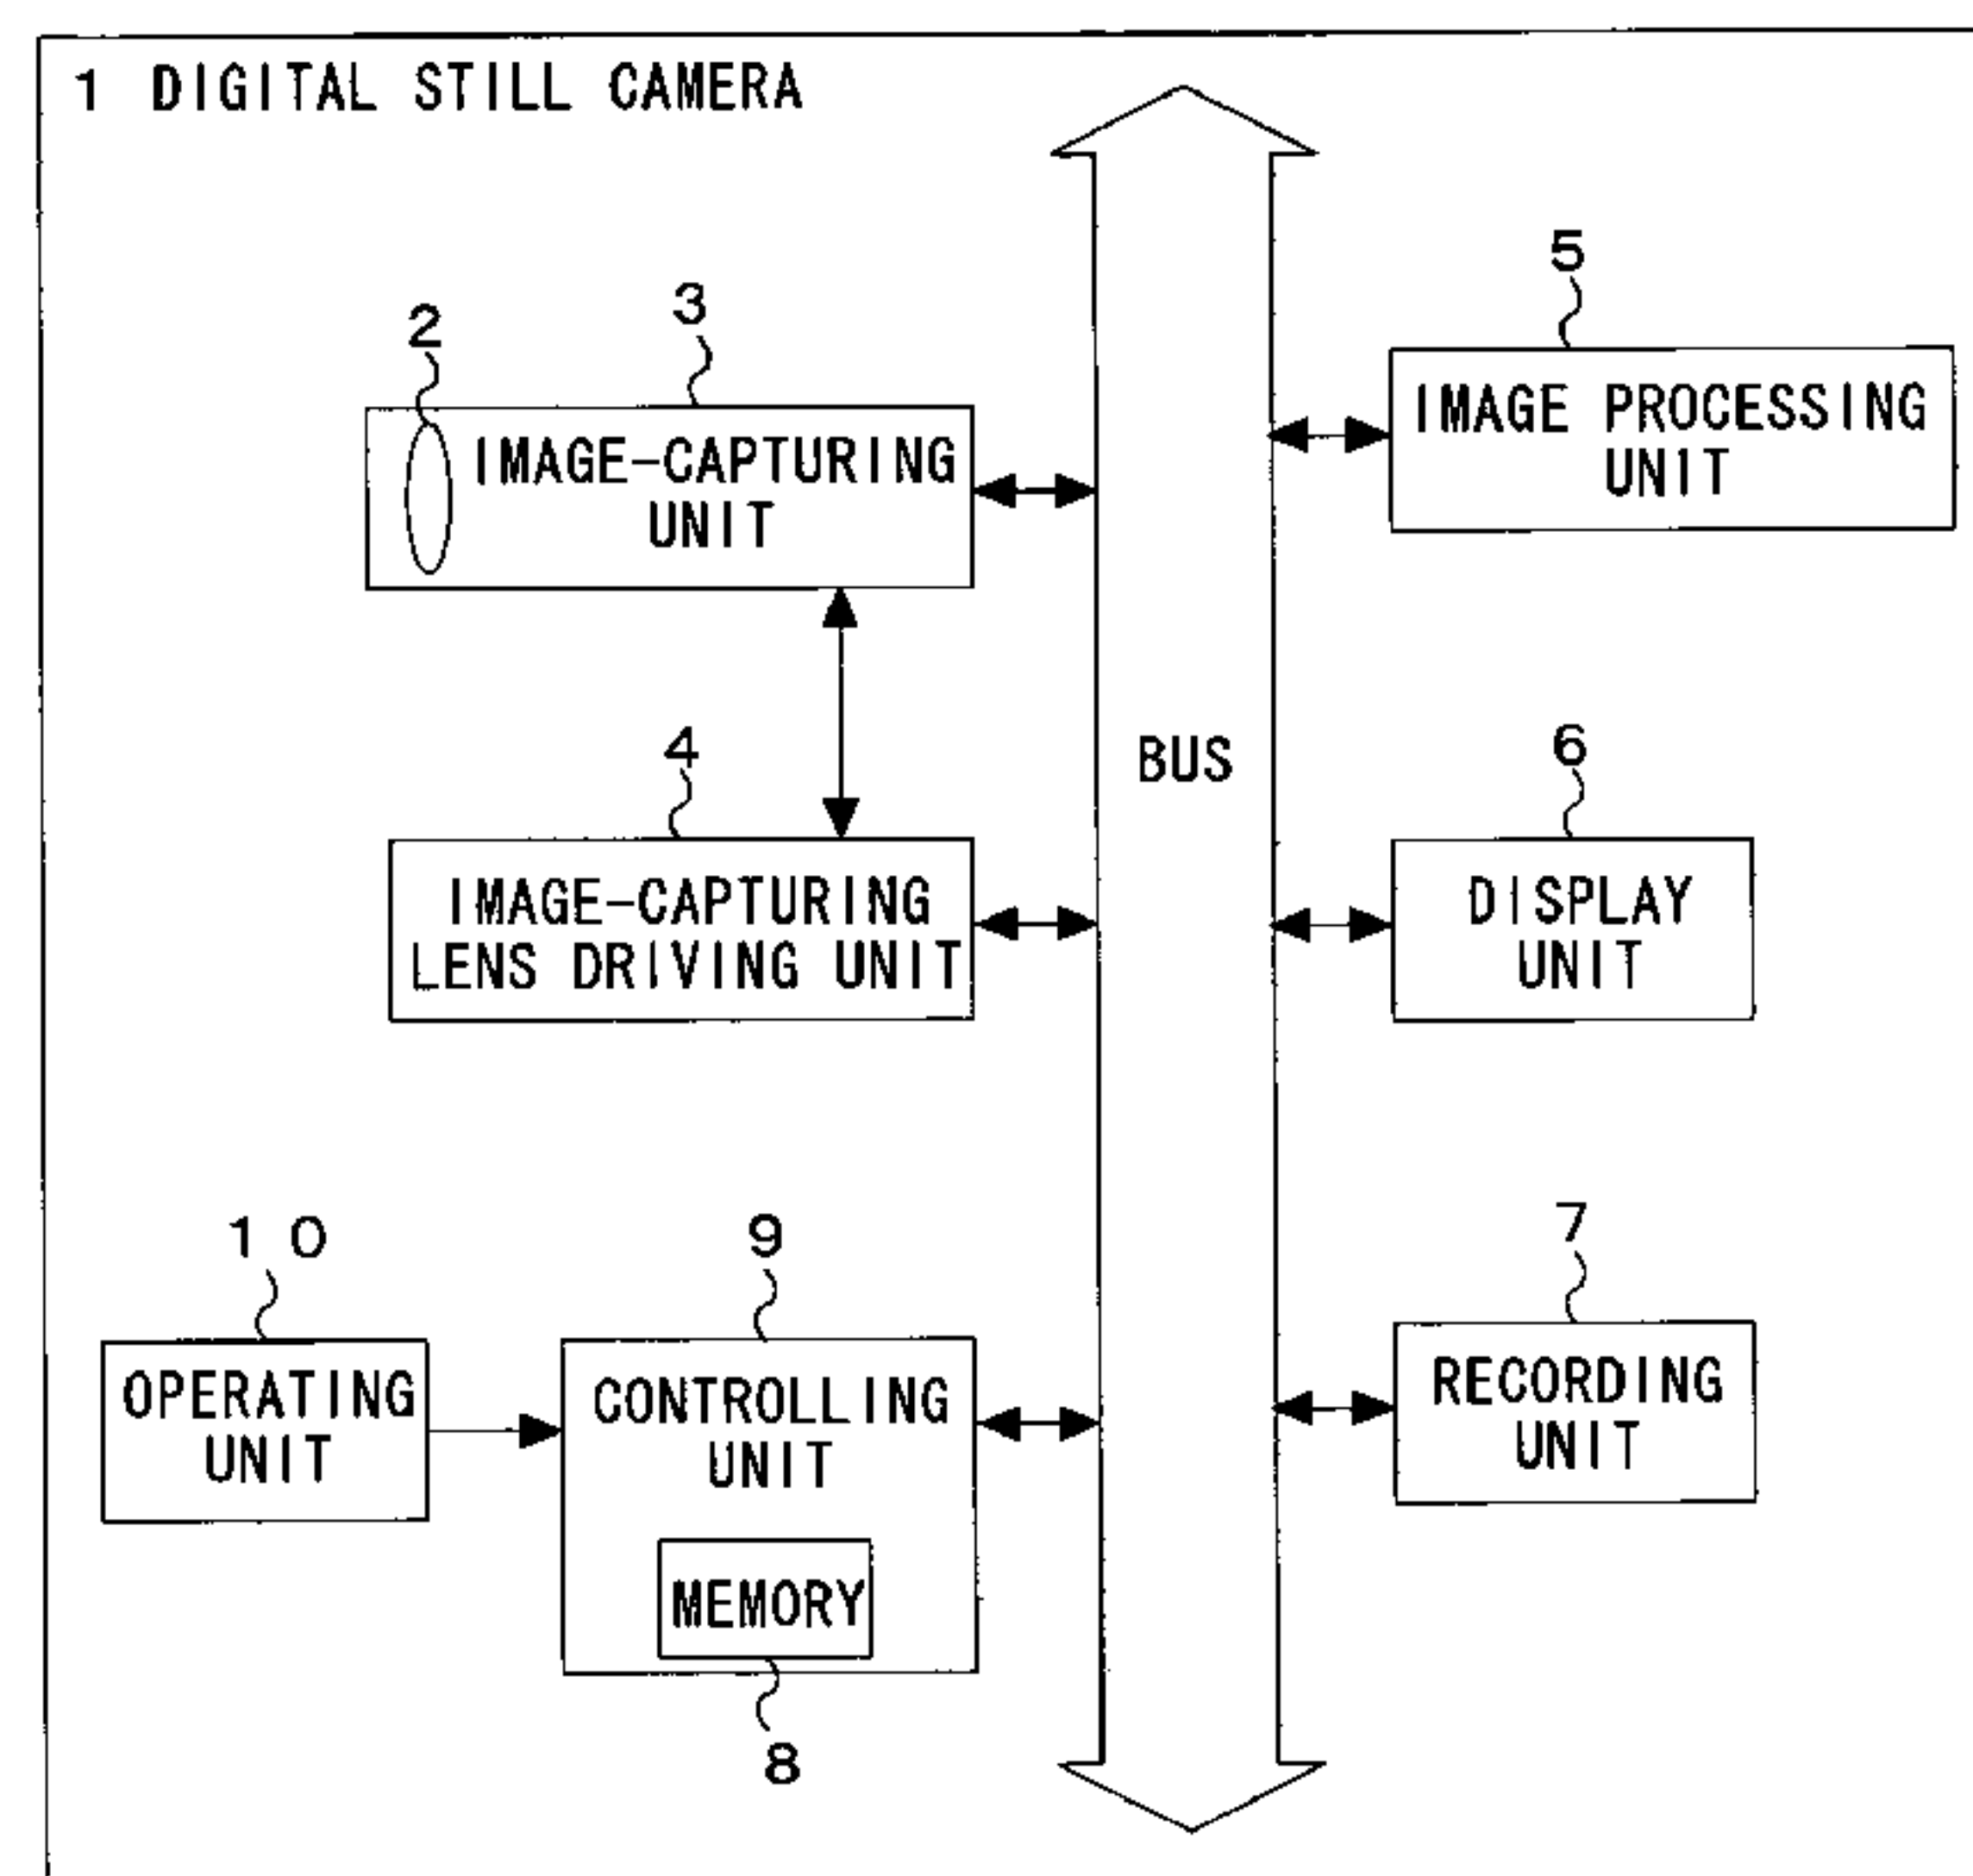 1 DIGITAL STILL CAMERA
2
3
IMAGE-CAPTURING
UNIT
4
IMAGE-CAPTURING
LENS DRIVING UNIT
10
OPERATING
UNIT
9
CONTROLLING
UNIT
MEMORY
8
BUS
5
IMAGE PROCESSING
UNIT
6
DISPLAY
UNIT
7
RECORDING
UNIT